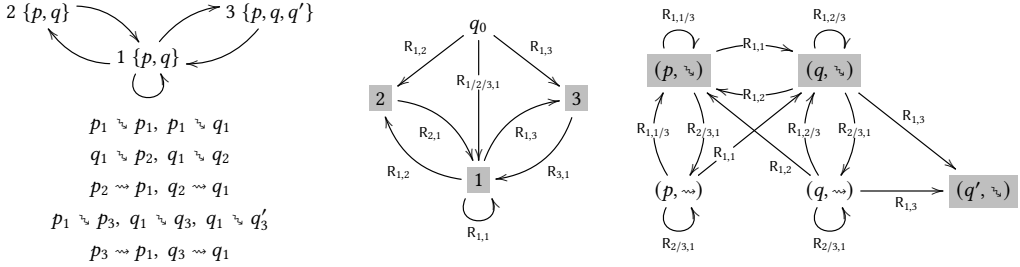 2 {p, q}
3 {p, q, q′}
1 {p, q}
p₁ ⭍ p₁, p₁ ⭍ q₁
q₁ ⭍ p₂, q₁ ⭍ q₂
p₂ ⇝ p₁, q₂ ⇝ q₁
p₁ ⭍ p₃, q₁ ⭍ q₃, q₁ ⭍ q′₃
p₃ ⇝ p₁, q₃ ⇝ q₁
q₀
R₁,₂
R₁,₃
R₁/₂/₃,₁
2
3
R₂,₁
R₁,₃
R₁,₂
R₃,₁
1
R₁,₁
R₁,₁/₃
R₁,₂/₃
R₁,₁
(p, ⭍)
(q, ⭍)
R₁,₂
R₁,₃
R₁,₁/₃
R₂/₃,₁
R₁,₂/₃
R₂/₃,₁
R₁,₁
R₁,₂
(p, ⇝)
(q, ⇝)
(q′, ⭍)
R₁,₃
R₂/₃,₁
R₂/₃,₁